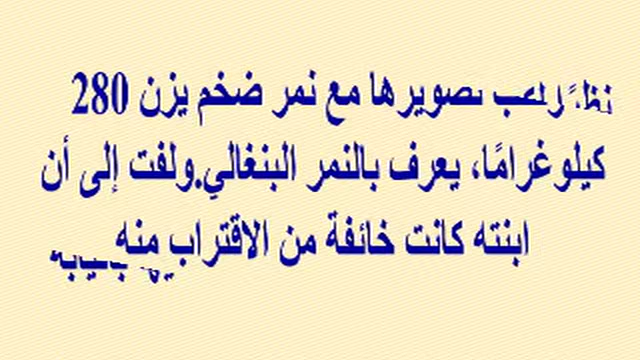 تصويرها مع نمر ضخم يزن 280
كيلوغرامًا، يعرف بالنمر البنغالي.ولفت إلى أن
ابنته كانت خائفة من الاقتراب منه